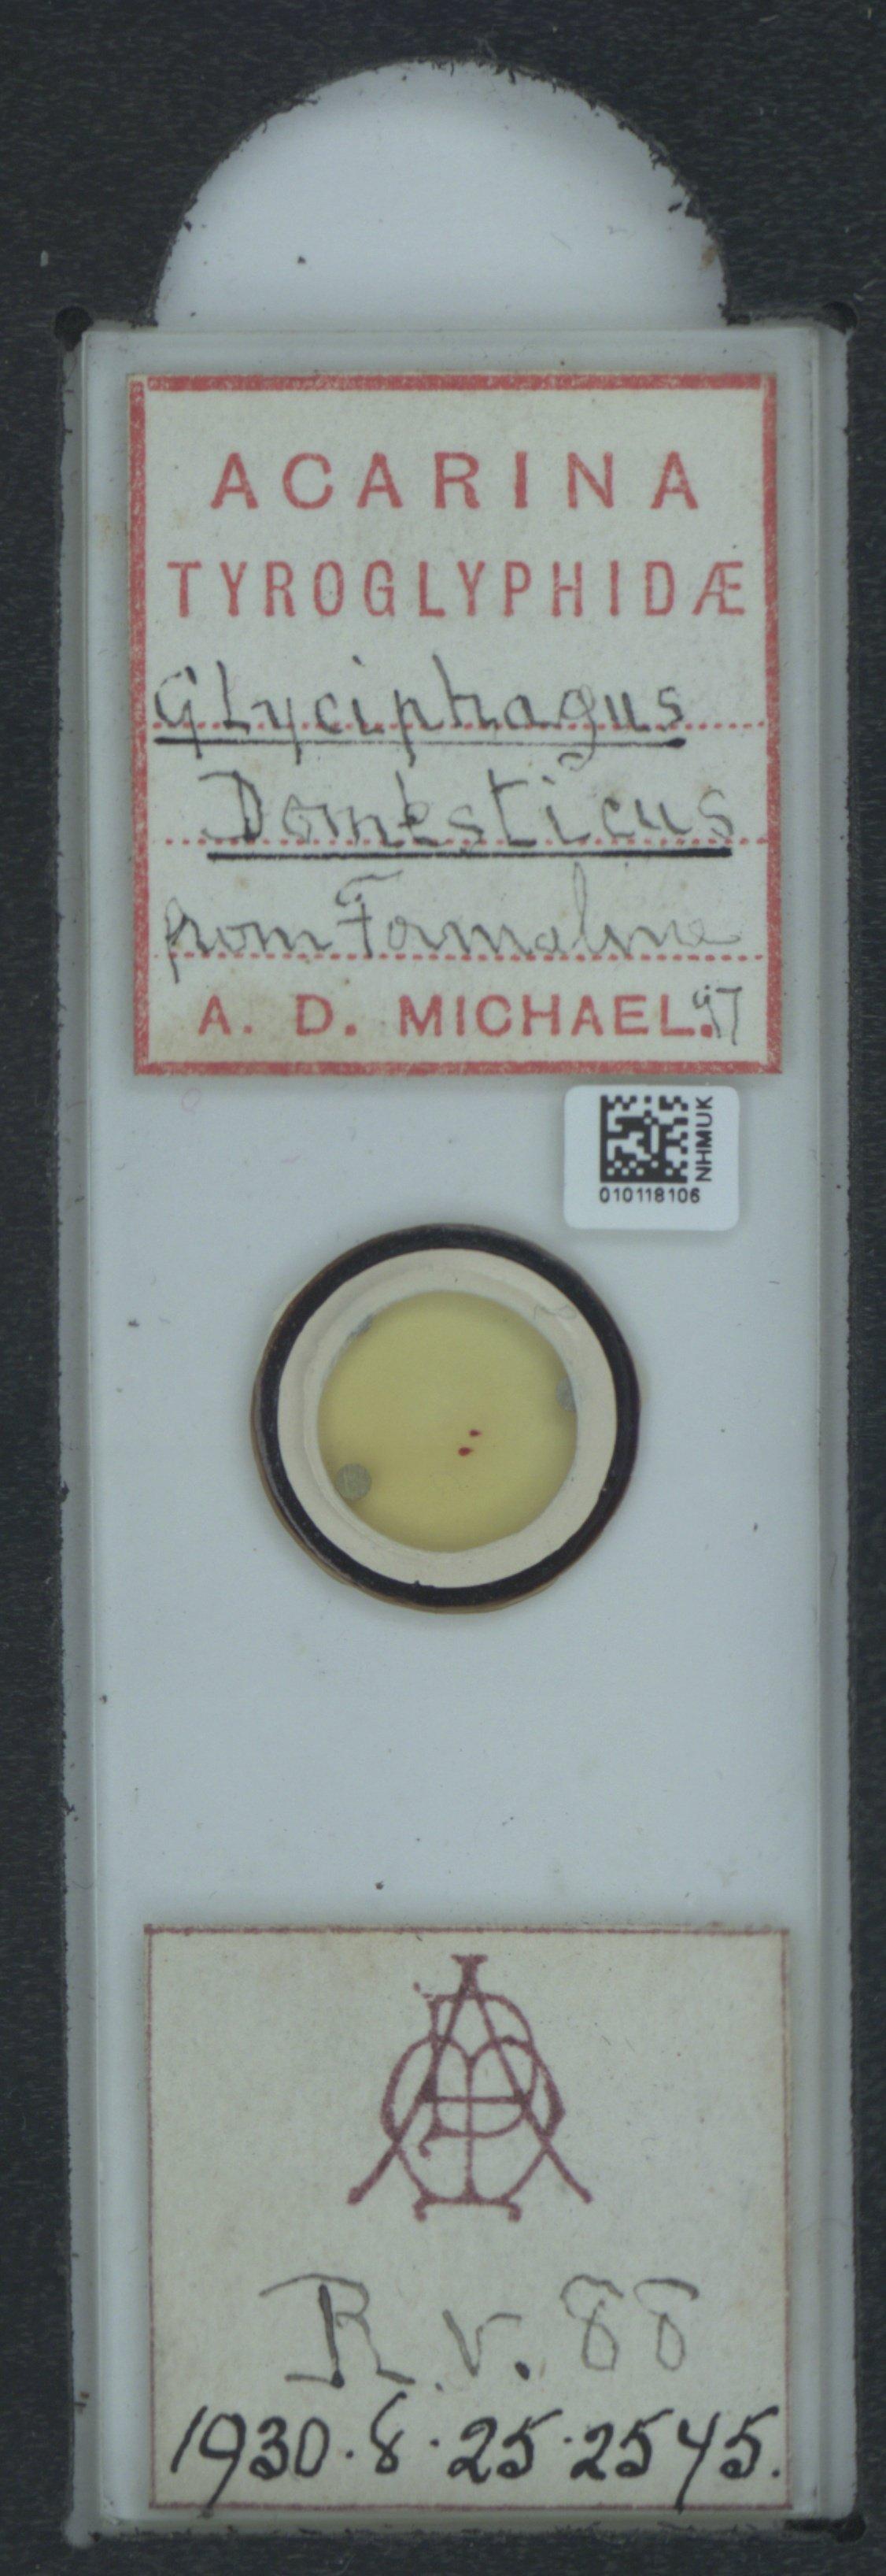 ACARINA
TYROGLYPHIDÆ
Glyciphagus
Domesticus
from Formaline
A. D. MICHAEL. 97
NHMUK
010118106
R. v. 88
1930.8.25.2545.